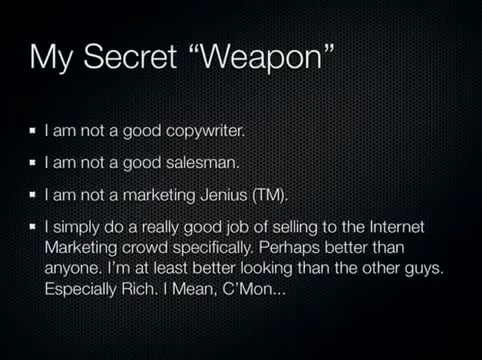 My Secret “Weapon”
I am not a good copywriter.
I am not a good salesman.
I am not a marketing Jenius (TM).
I simply do a really good job of selling to the Internet
Marketing crowd specifically. Perhaps better than
anyone. I’m at least better looking than the other guys.
Especially Rich. I Mean, C’Mon...